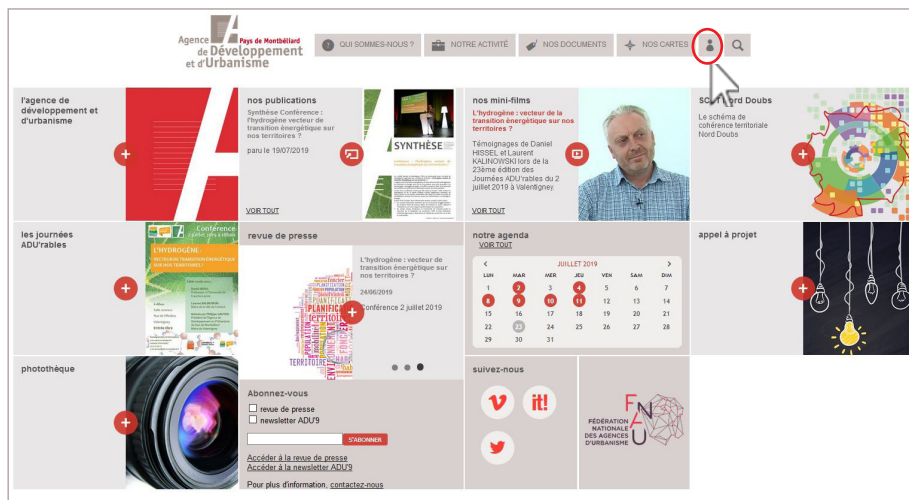 Agence Pays de Montbéliard
de Développement
et d'Urbanisme
QUI SOMMES-NOUS ?
NOTRE ACTIVITÉ
NOS DOCUMENTS
NOS CARTES
l'agence de
développement et
d'urbanisme
nos publications
Synthèse Conférence :
L'hydrogène vecteur de
transition énergétique sur
nos territoires ?
paru le 19/07/2019
VOIR TOUT
SYNTHÈSE
nos mini-films
L'hydrogène : vecteur de la
transition énergétique sur nos
territoires ?
Témoignages de Daniel
HISSEL et Laurent
KALINOWSKI lors de la
23ème édition des
Journées ADU'rables du 2
juillet 2019 à Valentigney.
VOIR TOUT
Nord Doubs
Le schéma de
cohérence territoriale
Nord Doubs
les journées
ADU'rables
Conférence
L'HYDROGÈNE :
revue de presse
L'hydrogène : vecteur de
transition énergétique sur
nos territoires ?
24/06/2019
Conférence 2 juillet 2019
PLANIFICATION
territoire
POPULATION
TERRITOIRE
notre agenda
VOIR TOUT
< JUILLET 2019 >
LUN MAR MER JEU VEN SAM DIM
1 2 3 4 5 6 7
8 9 10 11 12 13 14
15 16 17 18 19 20 21
22 23 24 25 26 27 28
29 30 31
appel à projet
photothèque
Abonnez-vous
revue de presse
newsletter ADU'9
S'ABONNER
Accéder à la revue de presse
Accéder à la newsletter ADU'9
Pour plus d'information, contactez-nous
suivez-nous
it!
FNAU
FÉDÉRATION
NATIONALE
DES AGENCES
D'URBANISME